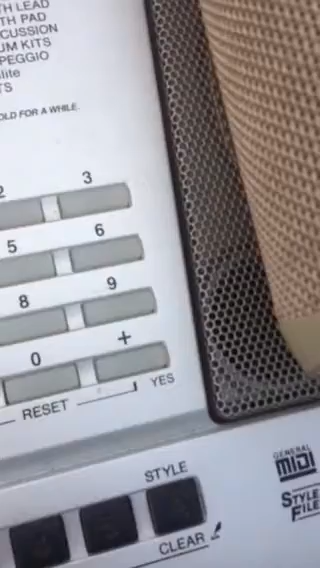 TH LEAD
TH PAD
CUSSION
UM KITS
PEGGIO
lite
TS
OLD FOR A WHILE.
2 3
5 6
8 9
0 +
RESET YES
STYLE
CLEAR
GENERAL
MIDI
STYLE
FILE